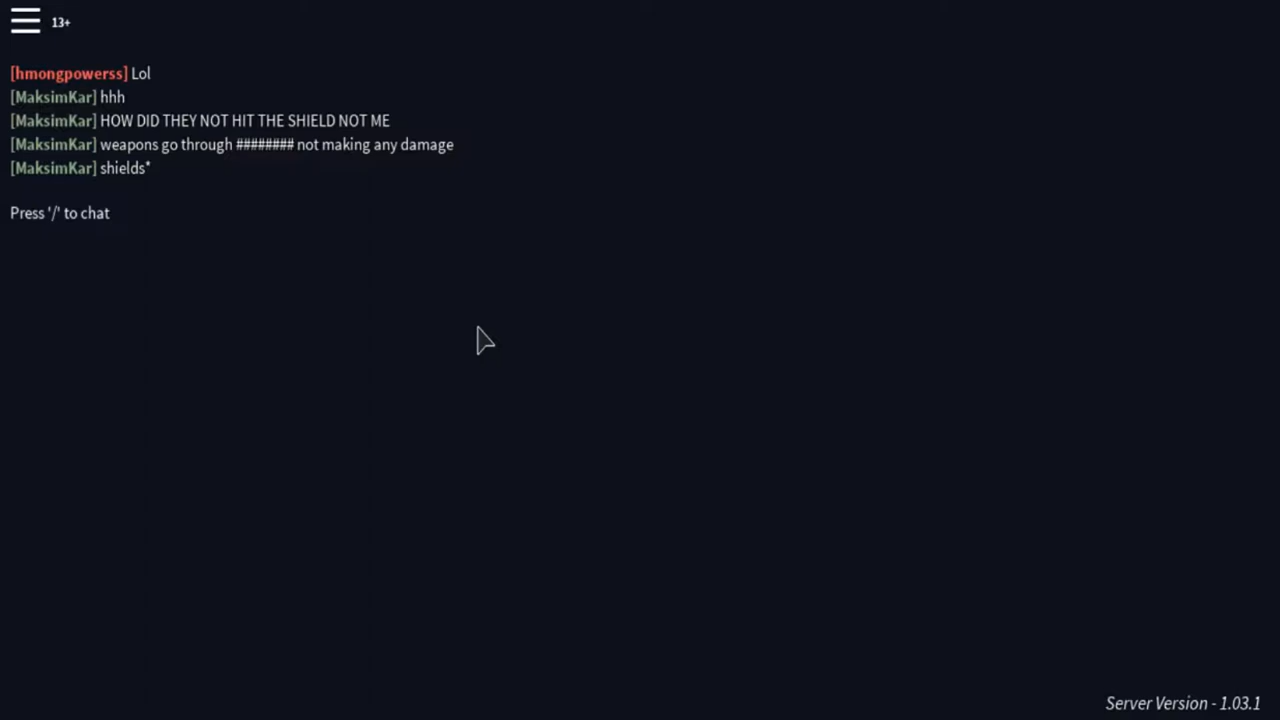 13+
[hmongpowerss] Lol
[MaksimKar] hhh
[MaksimKar] HOW DID THEY NOT HIT THE SHIELD NOT ME
[MaksimKar] weapons go through ######## not making any damage
[MaksimKar] shields*
Press '/' to chat
Server Version - 1.03.1